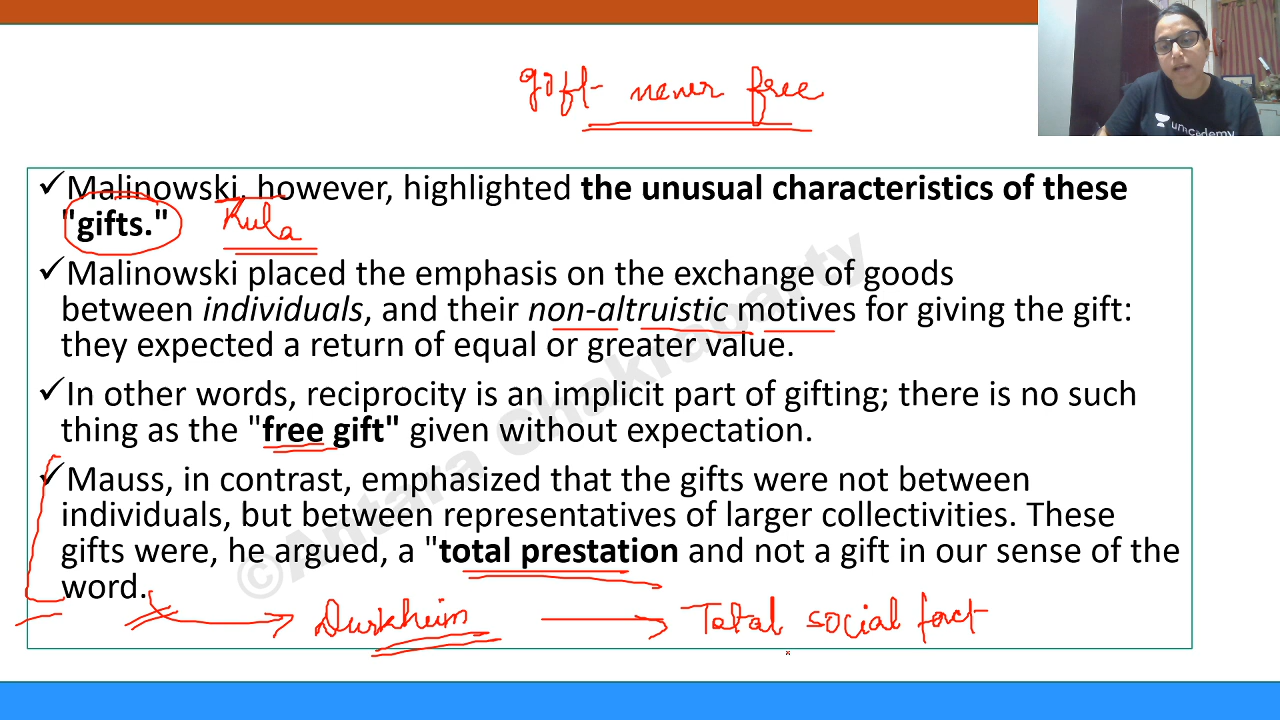 gift- never free
unacademy
✓Malinowski, however, highlighted the unusual characteristics of these
"gifts."
Kula
✓Malinowski placed the emphasis on the exchange of goods
between individuals, and their non-altruistic motives for giving the gift:
they expected a return of equal or greater value.
✓In other words, reciprocity is an implicit part of gifting; there is no such
thing as the "free gift" given without expectation.
✓Mauss, in contrast, emphasized that the gifts were not between
individuals, but between representatives of larger collectivities. These
gifts were, he argued, a "total prestation and not a gift in our sense of the
word.
Durkheim
Total social fact
©Antara Chakrabarty